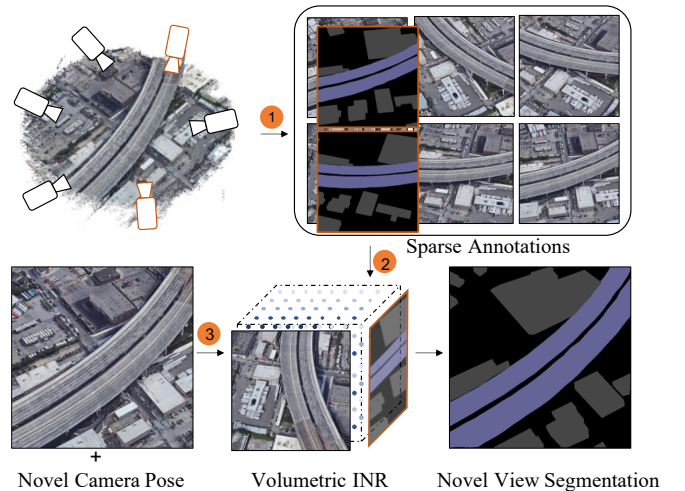 1
Sparse Annotations
2
3
+
Novel Camera Pose
Volumetric INR
Novel View Segmentation